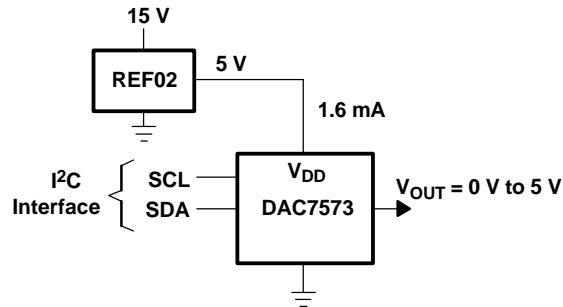 15 V
REF02
5 V
1.6 mA
I²C
Interface
SCL
SDA
VDD
DAC7573
VOUT = 0 V to 5 V